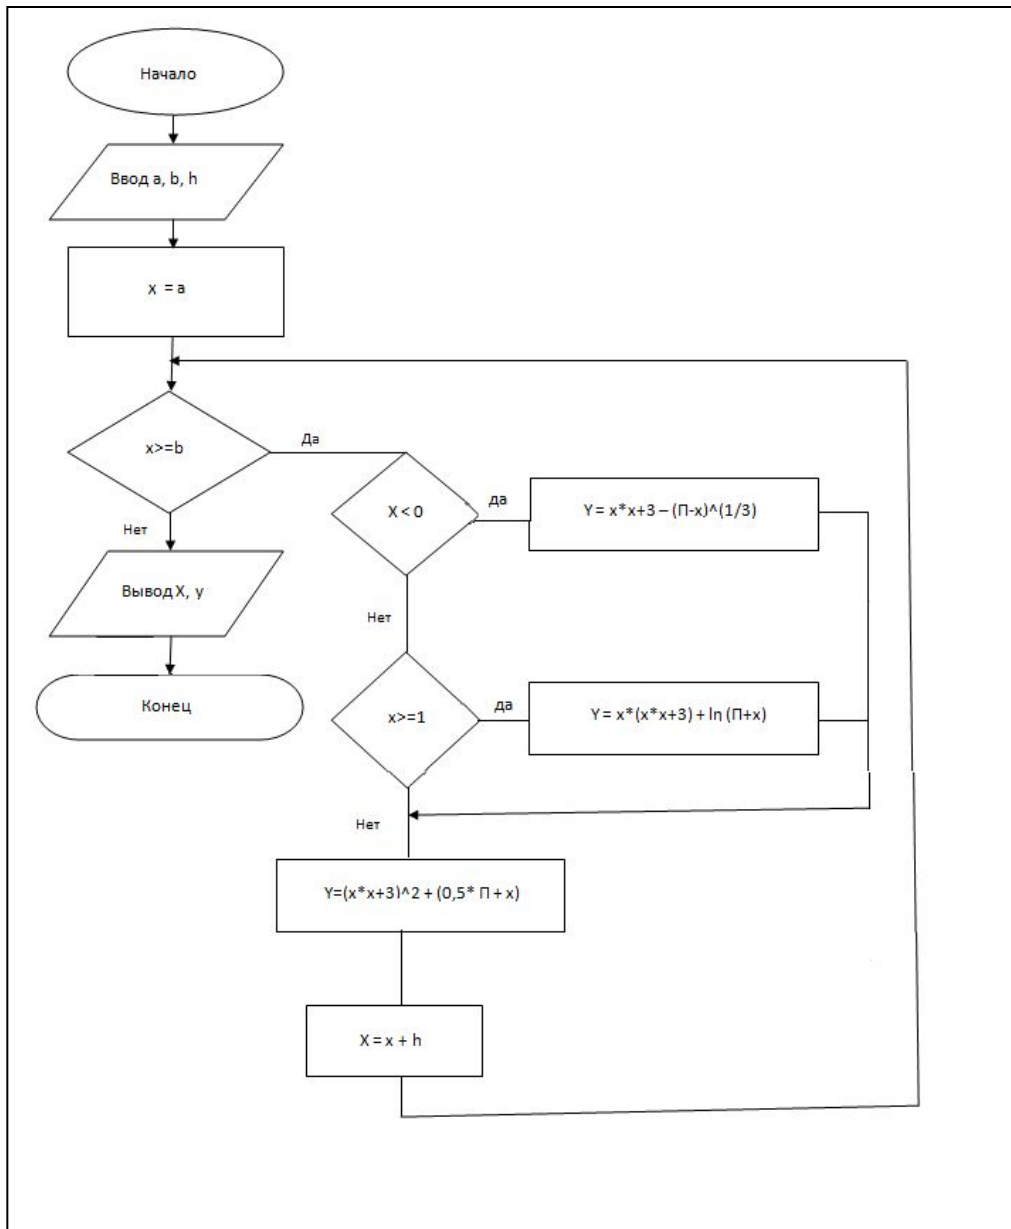 Начало
Ввод a, b, h
x = a
x>=b
Да
X < 0
да
Y = x*x+3 – (П-x)^(1/3)
Нет
Вывод X, y
Нет
Конец
x>=1
да
Y = x*(x*x+3) + ln (П+x)
Нет
Y=(x*x+3)^2 + (0,5* П + x)
X = x + h